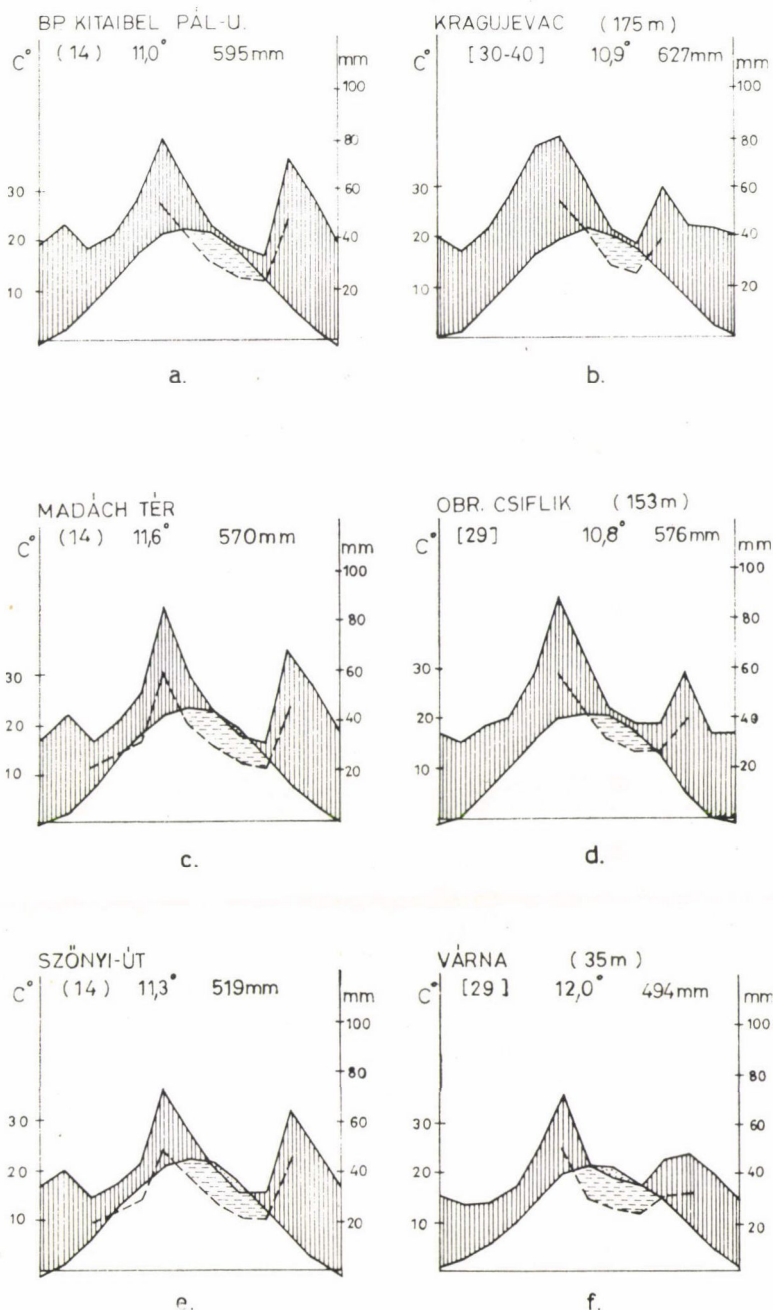 BP. KITAIBEL PÁL-U.
C° (14) 11,0° 595mm mm
100
80
60
40
20
30
20
10
a.
KRAGUJEVAC (175m)
C° [30-40] 10,9° 627mm mm
100
80
60
40
20
30
20
10
b.
MADÁCH TÉR
C° (14) 11,6° 570mm mm
100
80
60
40
20
30
20
10
c.
OBR. CSIFLIK (153m)
C° [29] 10,8° 576mm mm
100
80
60
40
20
30
20
10
d.
SZŐNYI-ÚT
C° (14) 11,3° 519mm mm
100
80
60
40
20
30
20
10
e.
VÁRNA (35m)
C° [29] 12,0° 494mm mm
100
80
60
40
20
30
20
10
f.